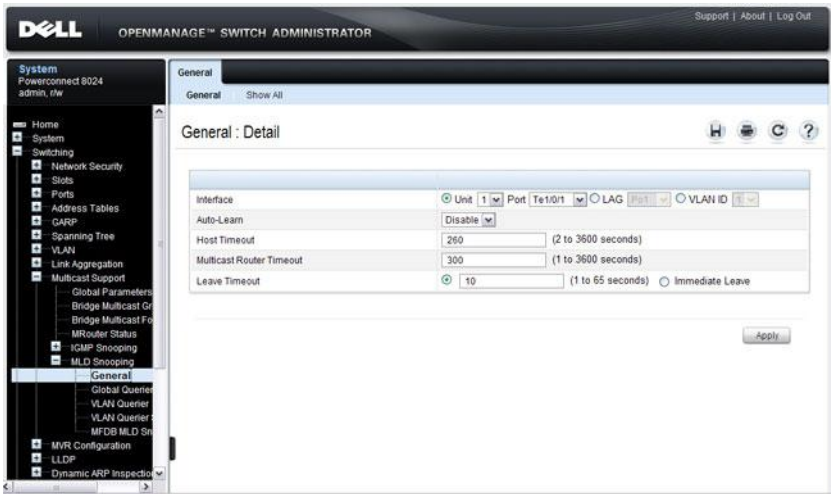 DELL
OPENMANAGE™ SWITCH ADMINISTRATOR
Support | About | Log Out
System
Powerconnect 8024
admin, r/w
Home
System
Switching
Network Security
Slots
Ports
Address Tables
GARP
Spanning Tree
VLAN
Link Aggregation
Multicast Support
Global Parameters
Bridge Multicast Gr
Bridge Multicast Fo
MRouter Status
IGMP Snooping
MLD Snooping
General
Global Querier
VLAN Querier
VLAN Querier
MFDB MLD Sn
MVR Configuration
LLDP
Dynamic ARP Inspection
General
General Show All
General : Detail
Interface Unit 1 Port Te1/0/1 LAG Po1 VLAN ID 1
Auto-Learn Disable
Host Timeout 260 (2 to 3600 seconds)
Multicast Router Timeout 300 (1 to 3600 seconds)
Leave Timeout 10 (1 to 65 seconds) Immediate Leave
Apply